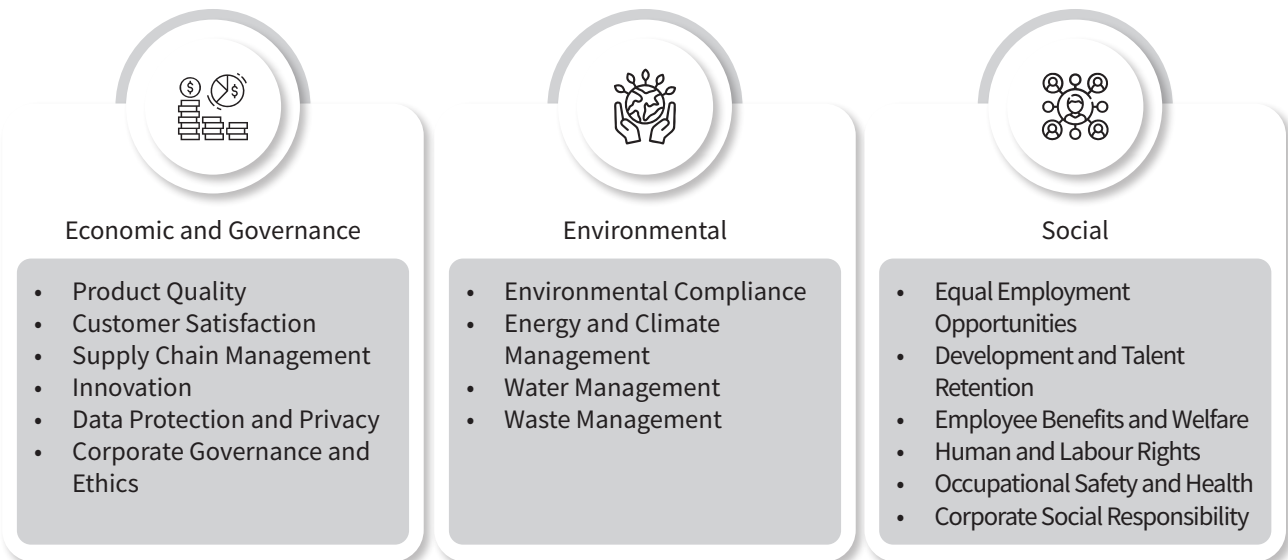 Economic and Governance
• Product Quality
• Customer Satisfaction
• Supply Chain Management
• Innovation
• Data Protection and Privacy
• Corporate Governance and
Ethics
Environmental
• Environmental Compliance
• Energy and Climate
Management
• Water Management
• Waste Management
Social
• Equal Employment
Opportunities
• Development and Talent
Retention
• Employee Benefits and Welfare
• Human and Labour Rights
• Occupational Safety and Health
• Corporate Social Responsibility